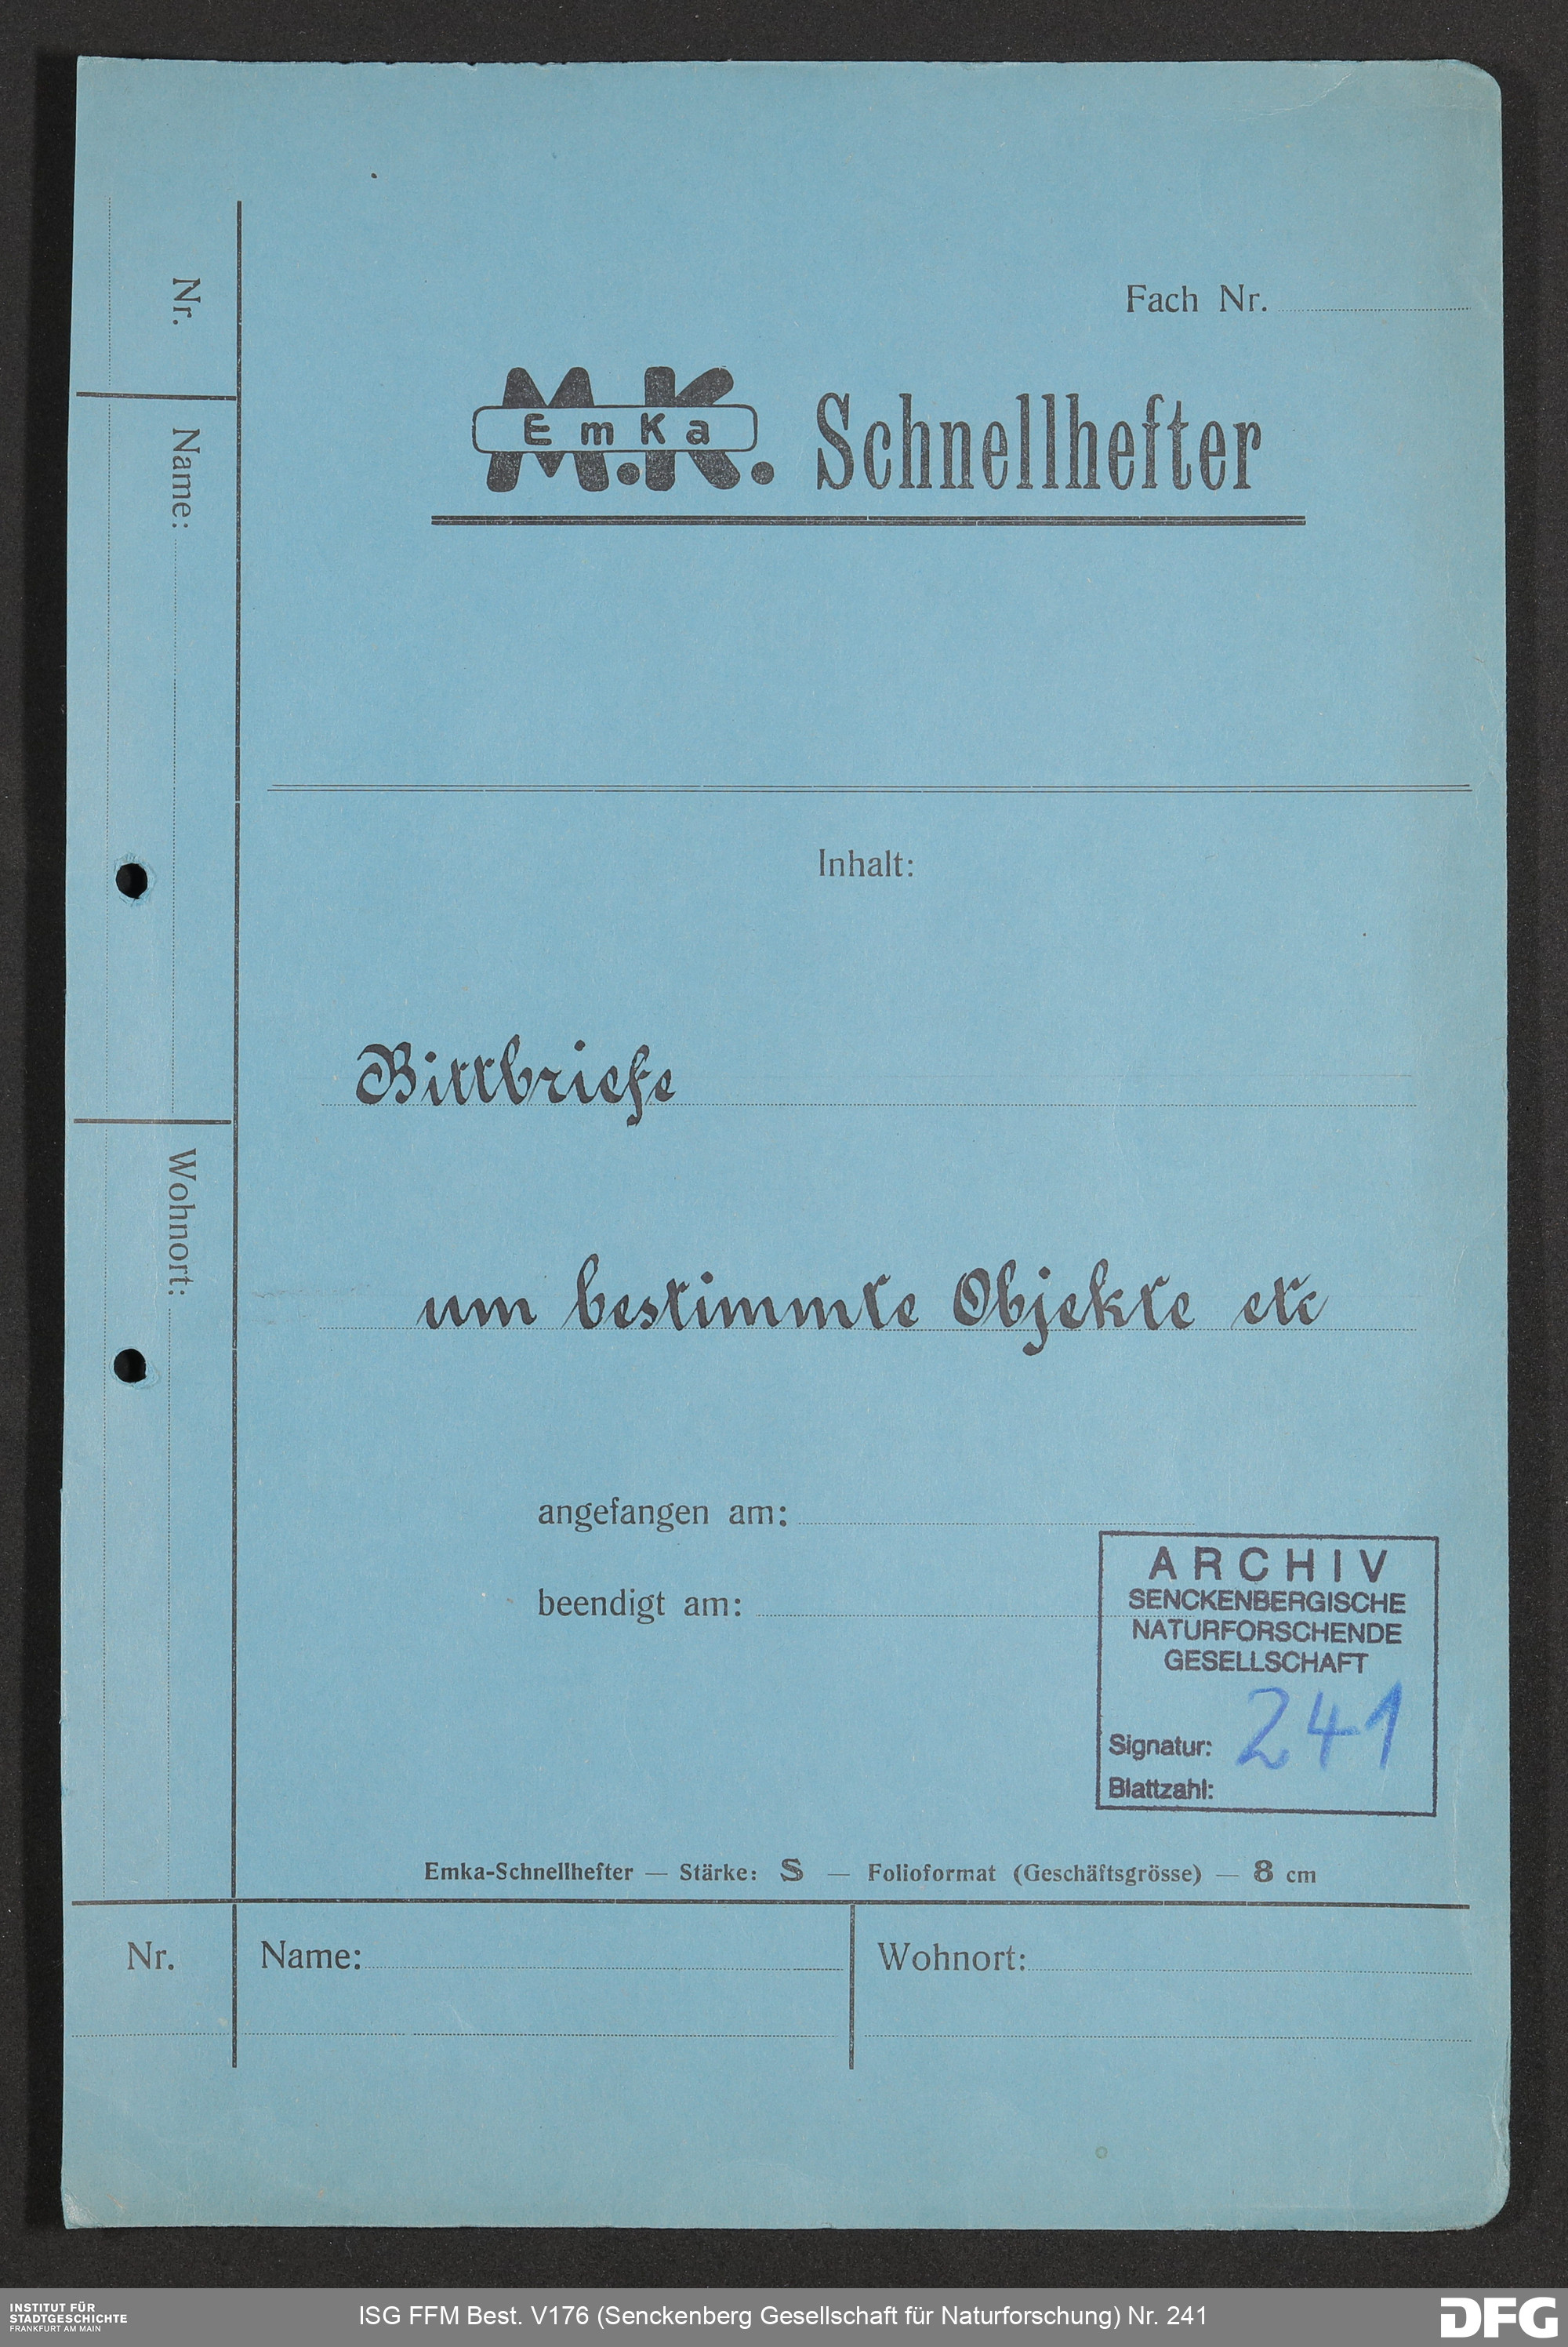 Fach Nr.
M.K. EmKa Schnellhefter
Nr.
Name:
Wohnort:
Inhalt:
Bittbriefe
um bestimmte Objekte etc
angefangen am:
beendigt am:
ARCHIV
SENCKENBERGISCHE
NATURFORSCHENDE
GESELLSCHAFT
Signatur: 241
Blattzahl:
Emka-Schnellhefter — Stärke: S — Folioformat (Geschäftsgrösse) — 8 cm
Nr. Name: Wohnort:
INSTITUT FÜR
STADTGESCHICHTE
FRANKFURT AM MAIN
ISG FFM Best. V176 (Senckenberg Gesellschaft für Naturforschung) Nr. 241
DFG